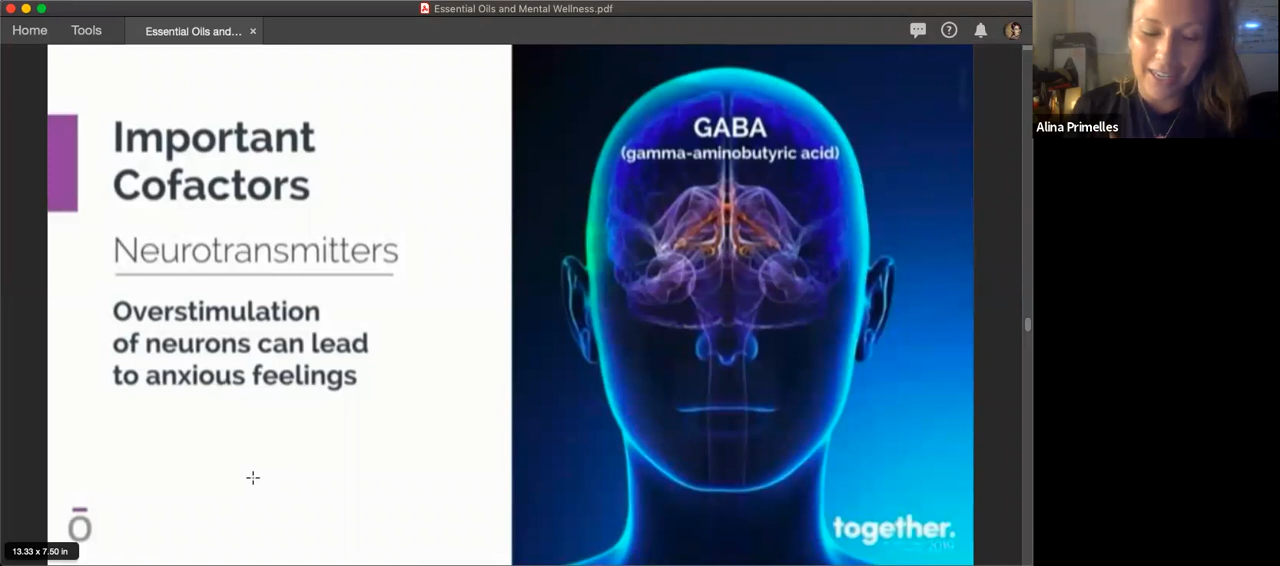 Essential Oils and Mental Wellness.pdf
Home Tools Essential Oils and... ×
Alina Primelles
Important
Cofactors
Neurotransmitters
Overstimulation
of neurons can lead
to anxious feelings
ō
13.33 x 7.50 in
GABA
(gamma-aminobutyric acid)
together.
2019